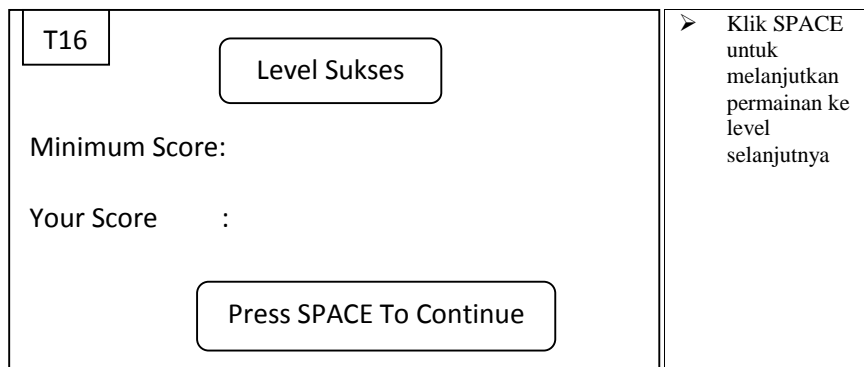 T16
Level Sukses
Minimum Score:
Your Score :
Press SPACE To Continue
➢ Klik SPACE
untuk
melanjutkan
permainan ke
level
selanjutnya